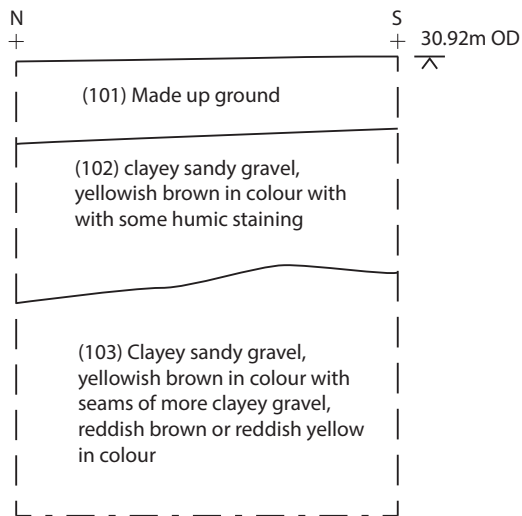 N
S
30.92m OD
(101) Made up ground
(102) clayey sandy gravel,
yellowish brown in colour with
with some humic staining
(103) Clayey sandy gravel,
yellowish brown in colour with
seams of more clayey gravel,
reddish brown or reddish yellow
in colour